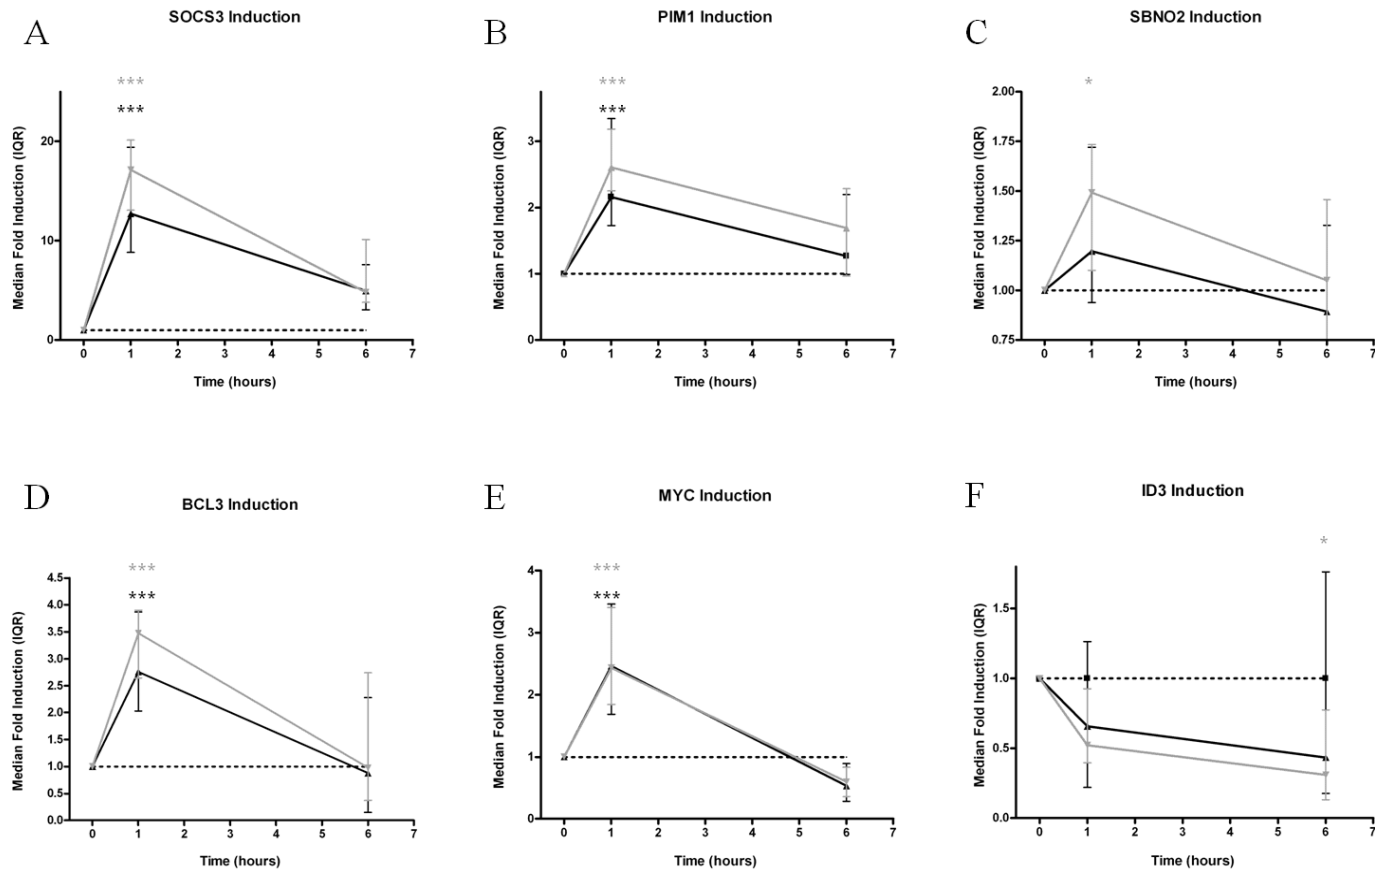 A
SOCS3 Induction
***
***
Median Fold Induction (IQR)
20
10
0
0 1 2 3 4 5 6 7
Time (hours)
B
PIM1 Induction
***
***
Median Fold Induction (IQR)
3
2
1
0
0 1 2 3 4 5 6 7
Time (hours)
C
SBNO2 Induction
*
Median Fold Induction (IQR)
2.00
1.75
1.50
1.25
1.00
0.75
0 1 2 3 4 5 6 7
Time (hours)
D
BCL3 Induction
***
***
Median Fold Induction (IQR)
4.5
4.0
3.5
3.0
2.5
2.0
1.5
1.0
0.5
0.0
0 1 2 3 4 5 6 7
Time (hours)
E
MYC Induction
***
***
Median Fold Induction (IQR)
4
3
2
1
0
0 1 2 3 4 5 6 7
Time (hours)
F
ID3 Induction
*
Median Fold Induction (IQR)
1.5
1.0
0.5
0.0
0 1 2 3 4 5 6 7
Time (hours)